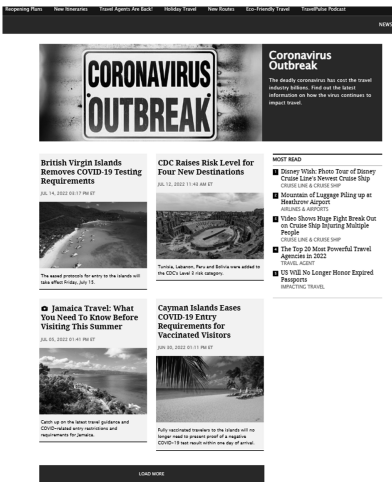 Reopening Plans New Itineraries Travel Agents Are Back! Holiday Travel New Routes Eco-Friendly Travel TravelPulse Podcast
NEWS
CORONAVIRUS
OUTBREAK
Coronavirus
Outbreak
The deadly coronavirus has cost the travel
industry billions. Find out the latest
information on how the virus continues to
impact travel.
British Virgin Islands
Removes COVID-19 Testing
Requirements
JUL 14, 2022 03:17 PM ET
The eased protocols for entry to the islands will
take effect Friday, July 15.
CDC Raises Risk Level for
Four New Destinations
JUL 12, 2022 11:43 AM ET
Tunisia, Lebanon, Peru and Bolivia were added to
the CDC's Level 3 risk category.
Jamaica Travel: What
You Need To Know Before
Visiting This Summer
JUL 05, 2022 01:41 PM ET
Catch up on the latest travel guidance and
COVID-related entry restrictions and
requirements for Jamaica.
Cayman Islands Eases
COVID-19 Entry
Requirements for
Vaccinated Visitors
JUN 30, 2022 01:11 PM ET
Fully vaccinated travelers to the islands will no
longer need to present proof of a negative
COVID-19 test result within one day of arrival.
LOAD MORE
MOST READ
1 Disney Wish: Photo Tour of Disney
Cruise Line's Newest Cruise Ship
CRUISE LINE & CRUISE SHIP
2 Mountain of Luggage Piling up at
Heathrow Airport
AIRLINES & AIRPORTS
3 Video Shows Huge Fight Break Out
on Cruise Ship Injuring Multiple
People
CRUISE LINE & CRUISE SHIP
4 The Top 20 Most Powerful Travel
Agencies in 2022
TRAVEL AGENT
5 US Will No Longer Honor Expired
Passports
IMPACTING TRAVEL